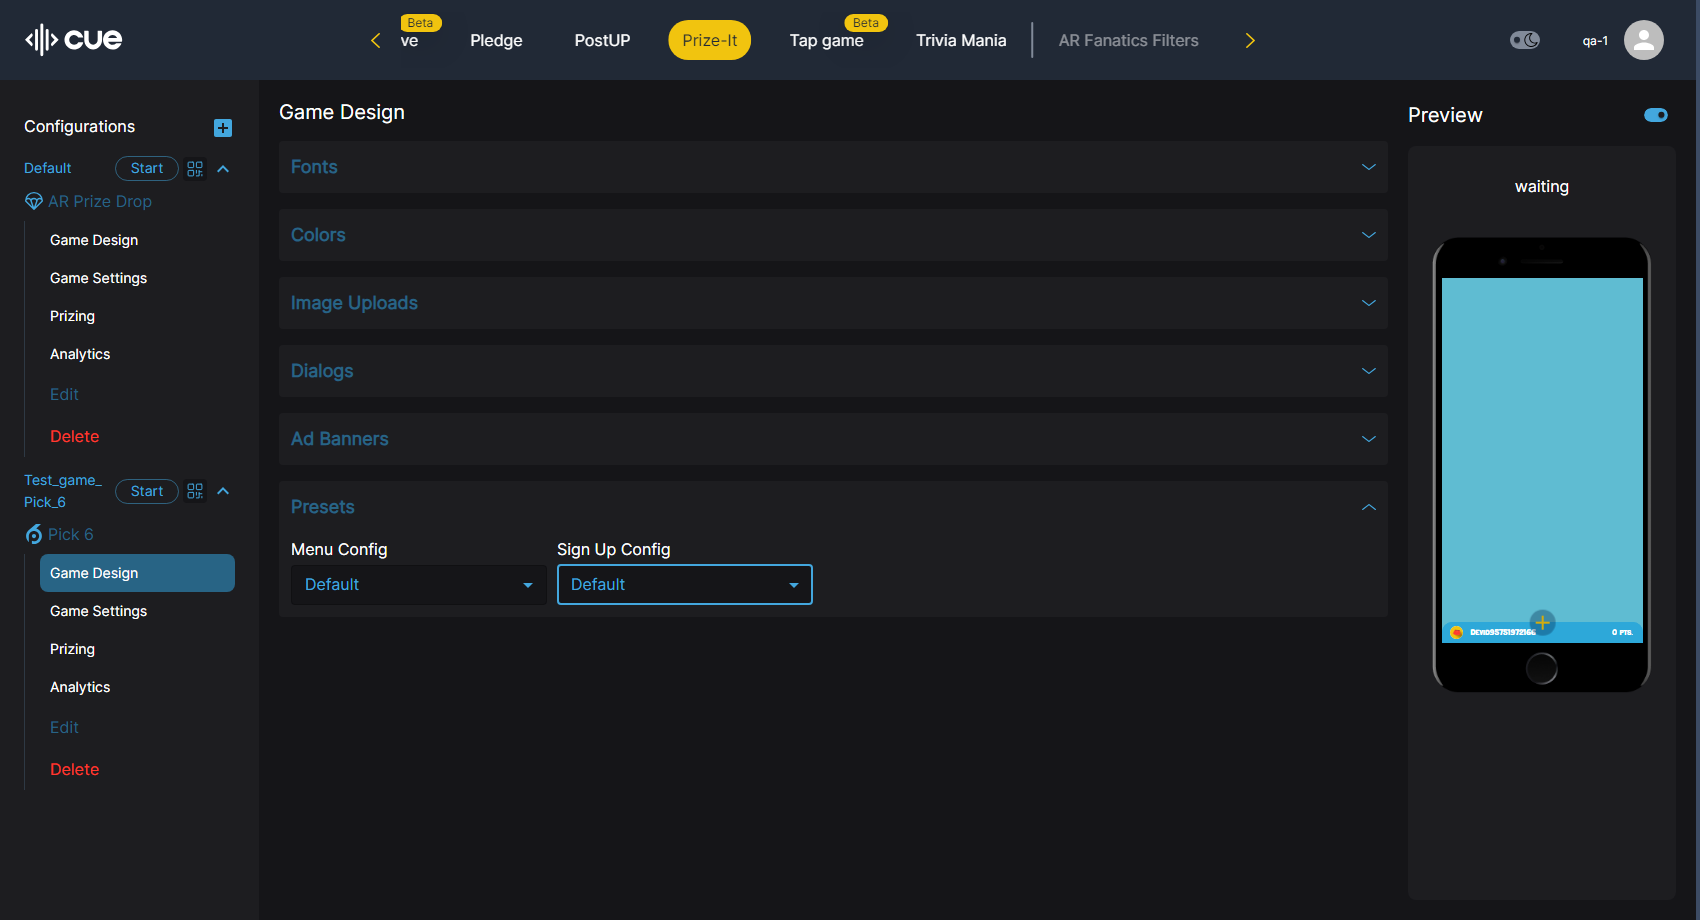 cue
Beta
ve
Pledge
PostUP
Prize-It
Beta
Tap game
Trivia Mania
AR Fanatics Filters
qa-1
Configurations
Default
Start
AR Prize Drop
Game Design
Game Settings
Prizing
Analytics
Edit
Delete
Test_game_
Pick_6
Start
Pick 6
Game Design
Game Settings
Prizing
Analytics
Edit
Delete
Game Design
Fonts
Colors
Image Uploads
Dialogs
Ad Banners
Presets
Menu Config
Sign Up Config
Default
Default
Preview
waiting
0 PTS.